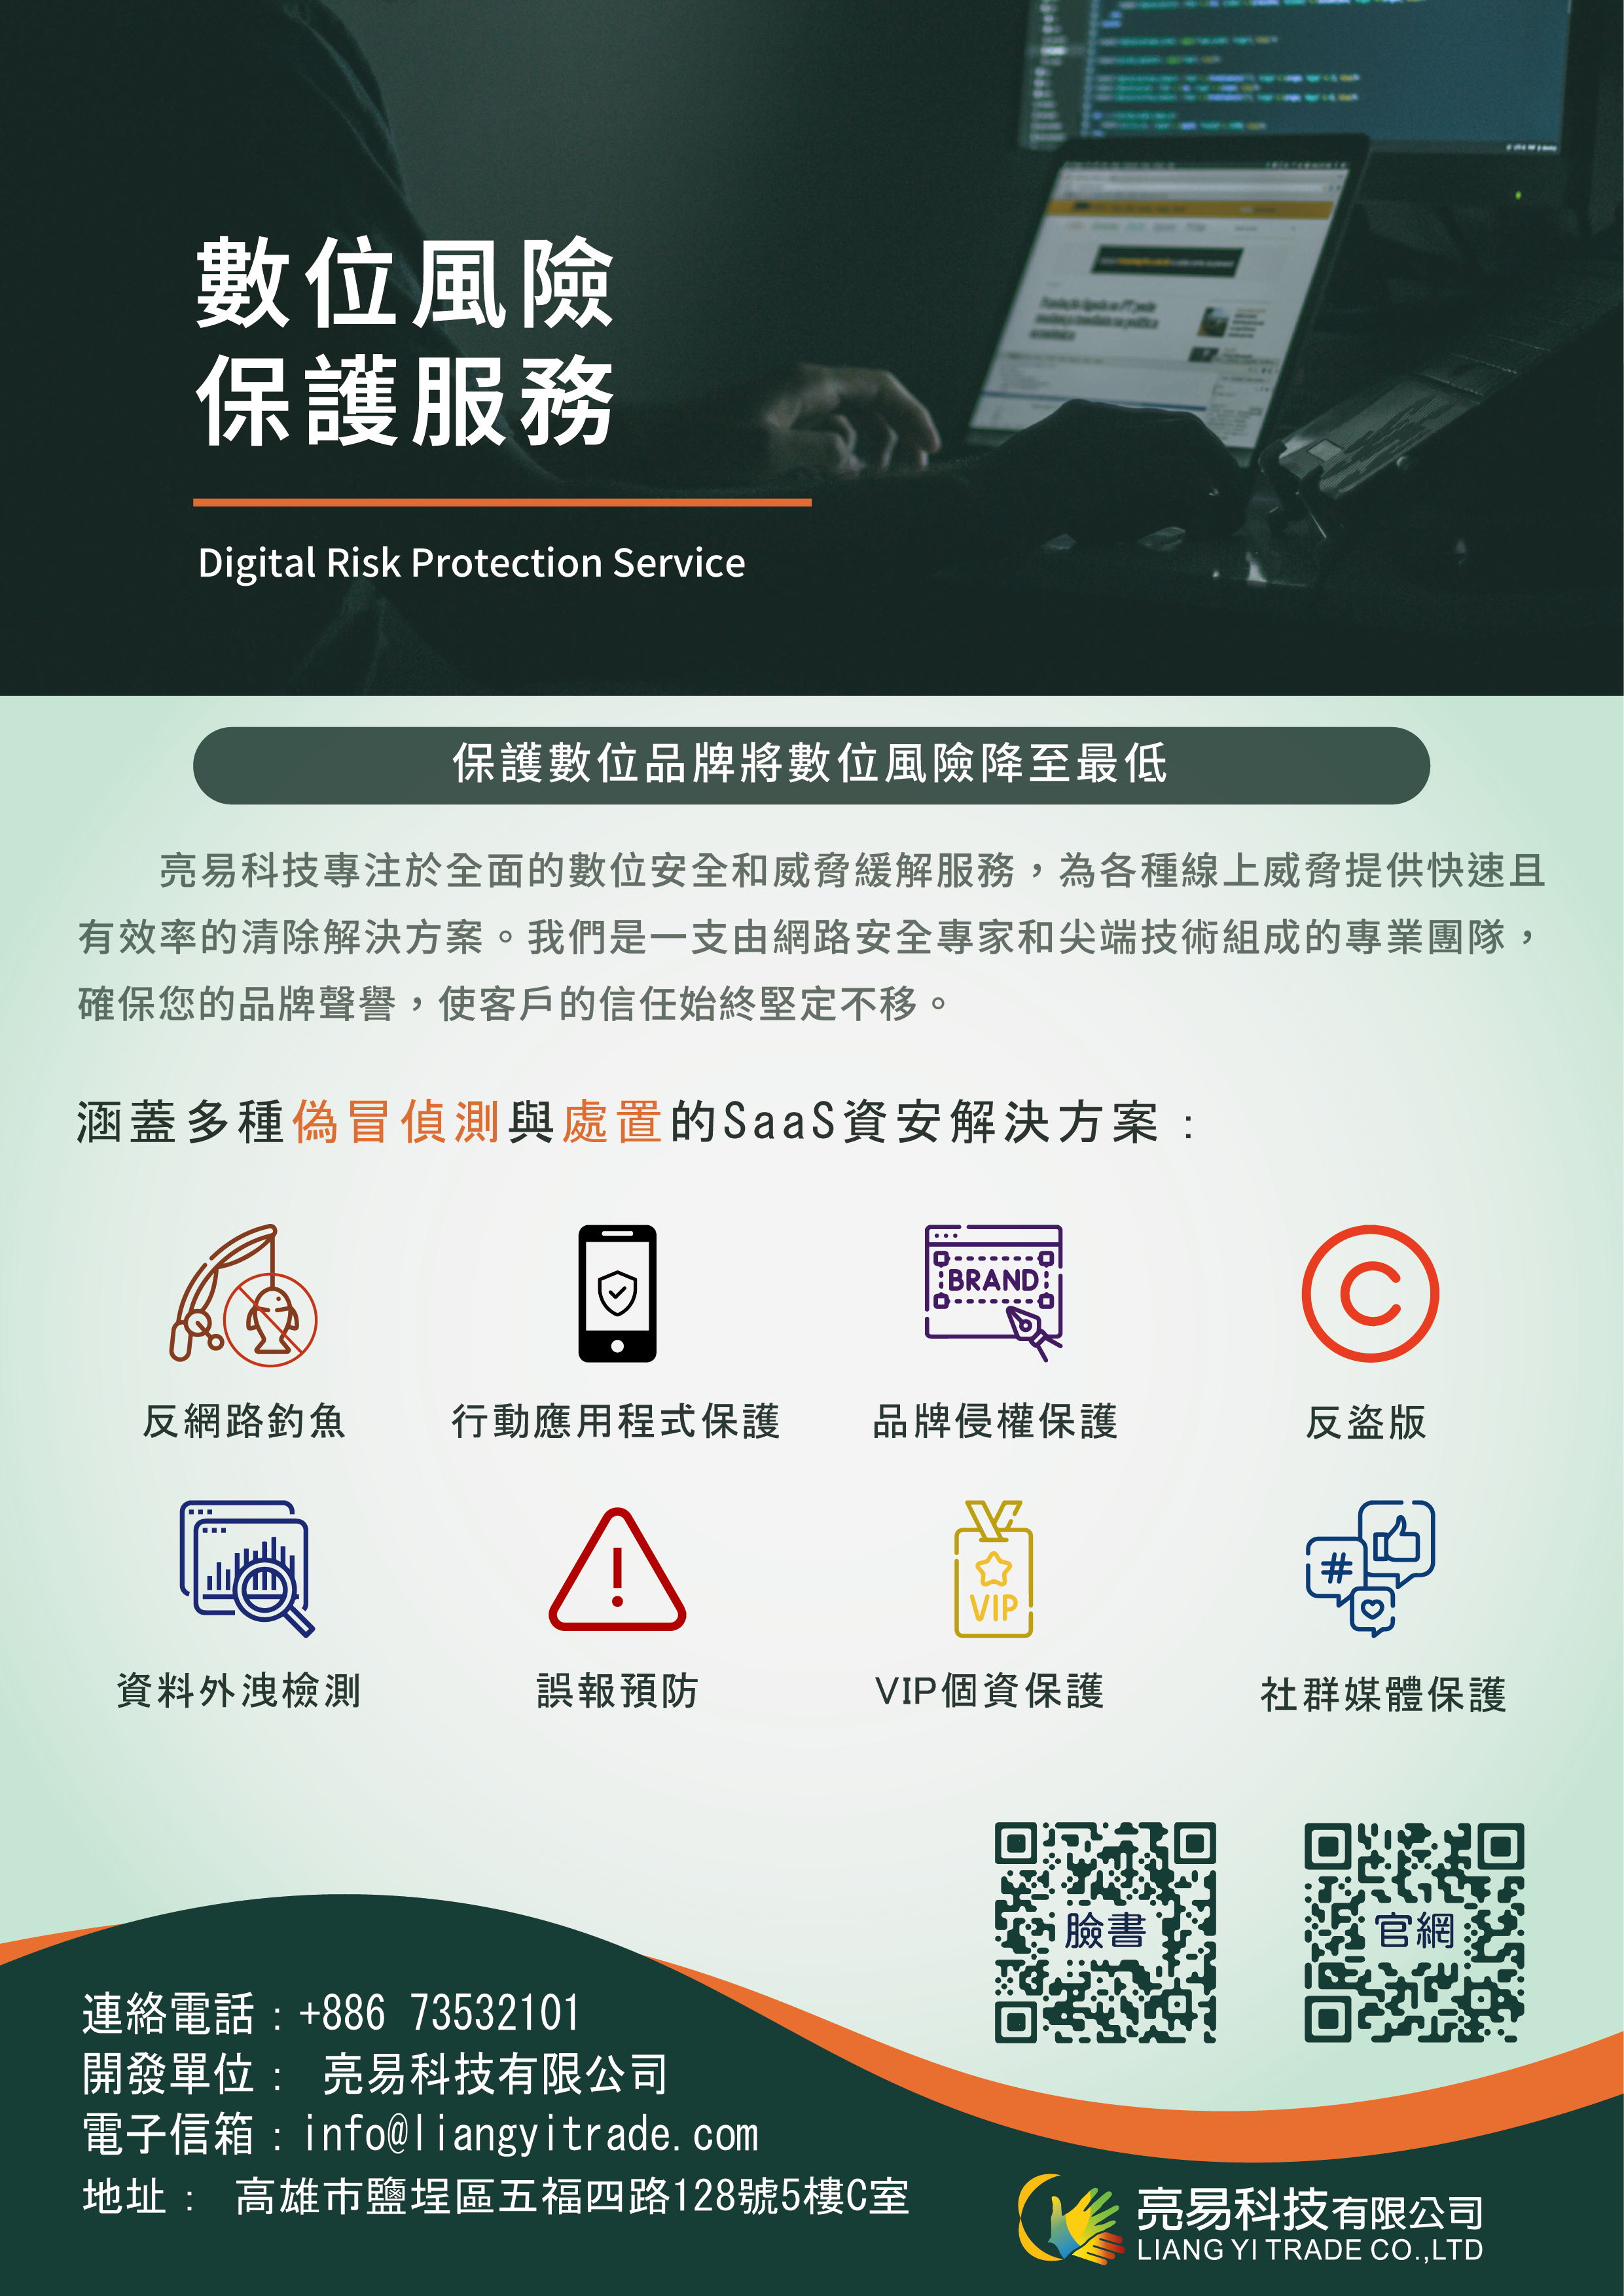 數位風險
保護服務
Digital Risk Protection Service
保護數位品牌將數位風險降至最低
亮易科技專注於全面的數位安全和威脅緩解服務，為各種線上威脅提供快速且
有效率的清除解決方案。我們是一支由網路安全專家和尖端技術組成的專業團隊，
確保您的品牌聲譽，使客戶的信任始終堅定不移。
涵蓋多種偽冒偵測與處置的SaaS資安解決方案：
BRAND
反網路釣魚
行動應用程式保護
品牌侵權保護
反盜版
VIP
資料外洩檢測
誤報預防
VIP個資保護
社群媒體保護
臉書
官網
連絡電話：+886 73532101
開發單位： 亮易科技有限公司
電子信箱：info@liangyitrade.com
地址： 高雄市鹽埕區五福四路128號5樓C室
亮易科技有限公司
LIANG YI TRADE CO.,LTD